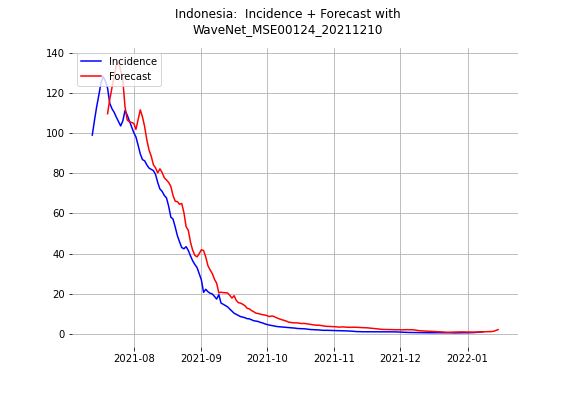 Indonesia:  Incidence + Forecast with
WaveNet_MSE00124_20211210
Incidence
Forecast
140
120
100
80
60
40
20
0
2021-08 2021-09 2021-10 2021-11 2021-12 2022-01